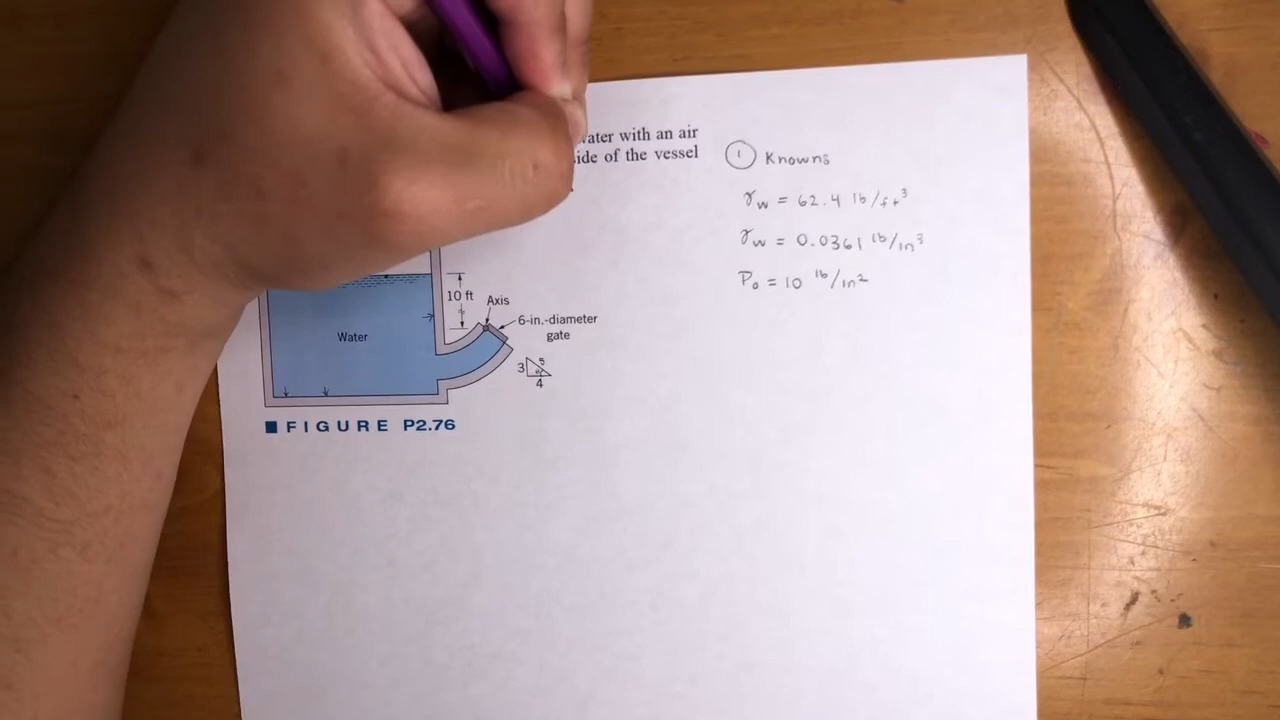 water with an air
side of the vessel
① Knowns
γw = 62.4 lb/ft³
γw = 0.0361 lb/in³
P₀ = 10 lb/in²
10 ft
Axis
6-in.-diameter
gate
Water
3
5
4
FIGURE P2.76